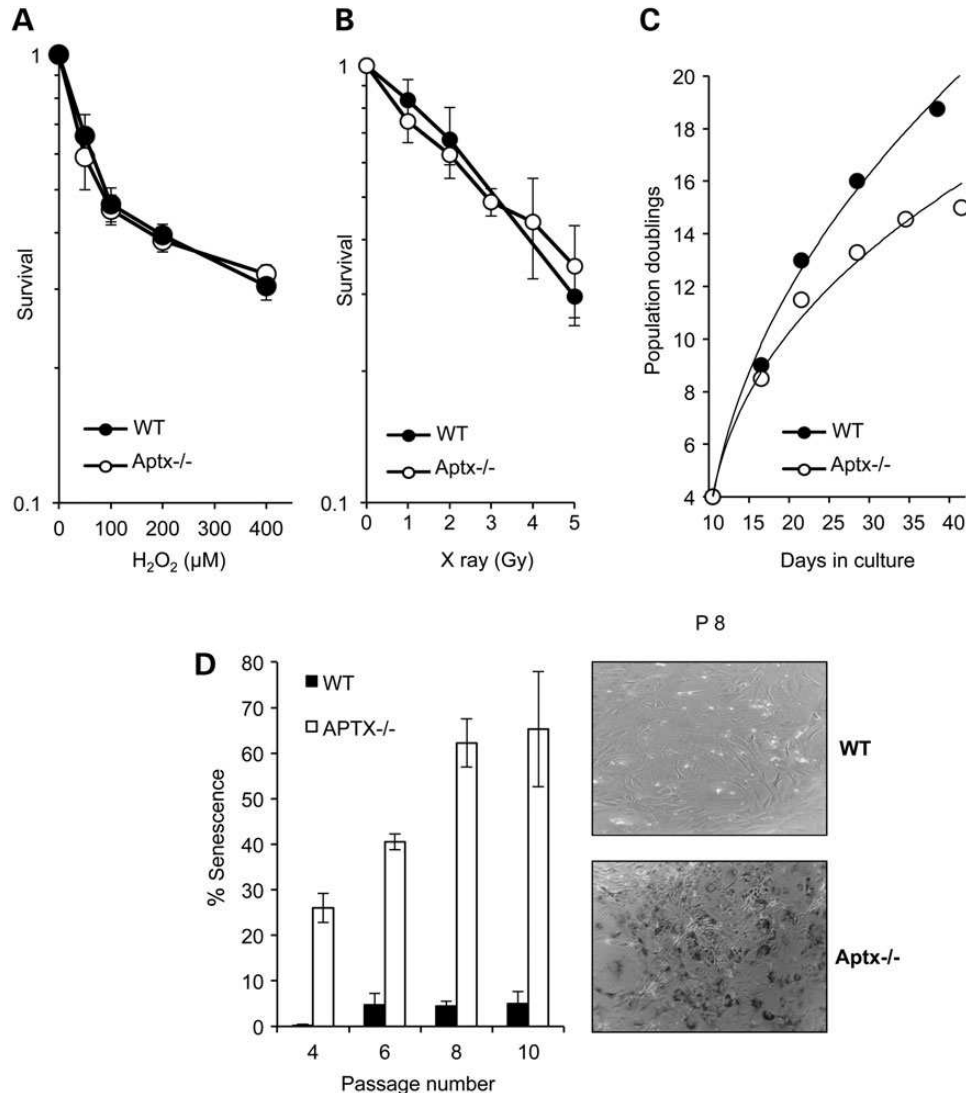 A
1
Survival
0.1
0 100 200 300 400
H2O2 (µM)
WT
Aptx-/-
B
1
Survival
0.1
0 1 2 3 4 5
X ray (Gy)
WT
Aptx-/-
C
20
18
16
14
12
10
8
6
4
Population doublings
10 15 20 25 30 35 40
Days in culture
WT
Aptx-/-
D
80
70
60
50
40
30
20
10
0
% Senescence
WT
APTX-/-
4 6 8 10
Passage number
P 8
WT
Aptx-/-